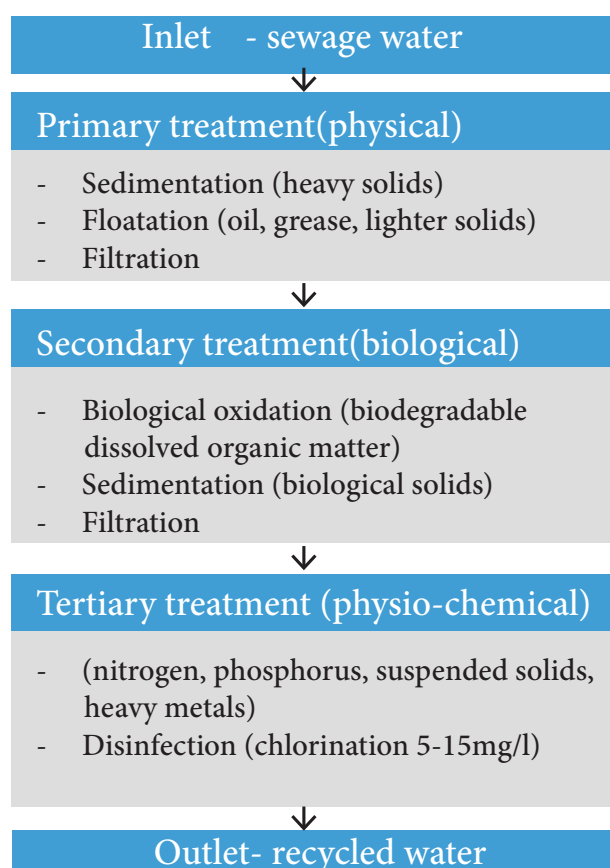 Inlet - sewage water
Primary treatment(physical)
- Sedimentation (heavy solids)
- Floatation (oil, grease, lighter solids)
- Filtration
Secondary treatment(biological)
- Biological oxidation (biodegradable
dissolved organic matter)
- Sedimentation (biological solids)
- Filtration
Tertiary treatment (physio-chemical)
- (nitrogen, phosphorus, suspended solids,
heavy metals)
- Disinfection (chlorination 5-15mg/l)
Outlet- recycled water